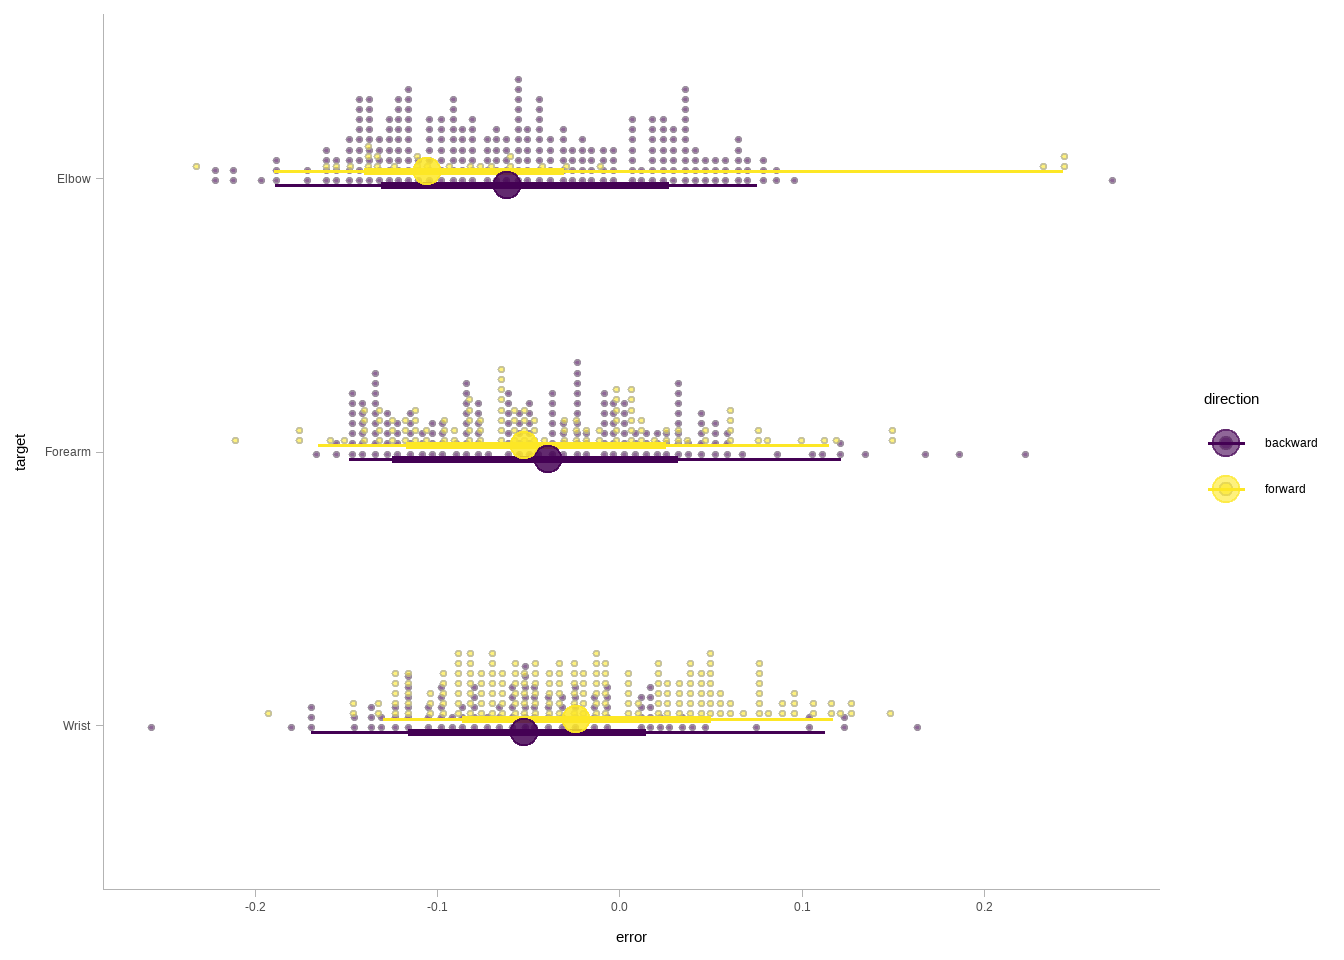 Elbow
Forearm
Wrist
target
-0.2
-0.1
0.0
0.1
0.2
error
direction
backward
forward